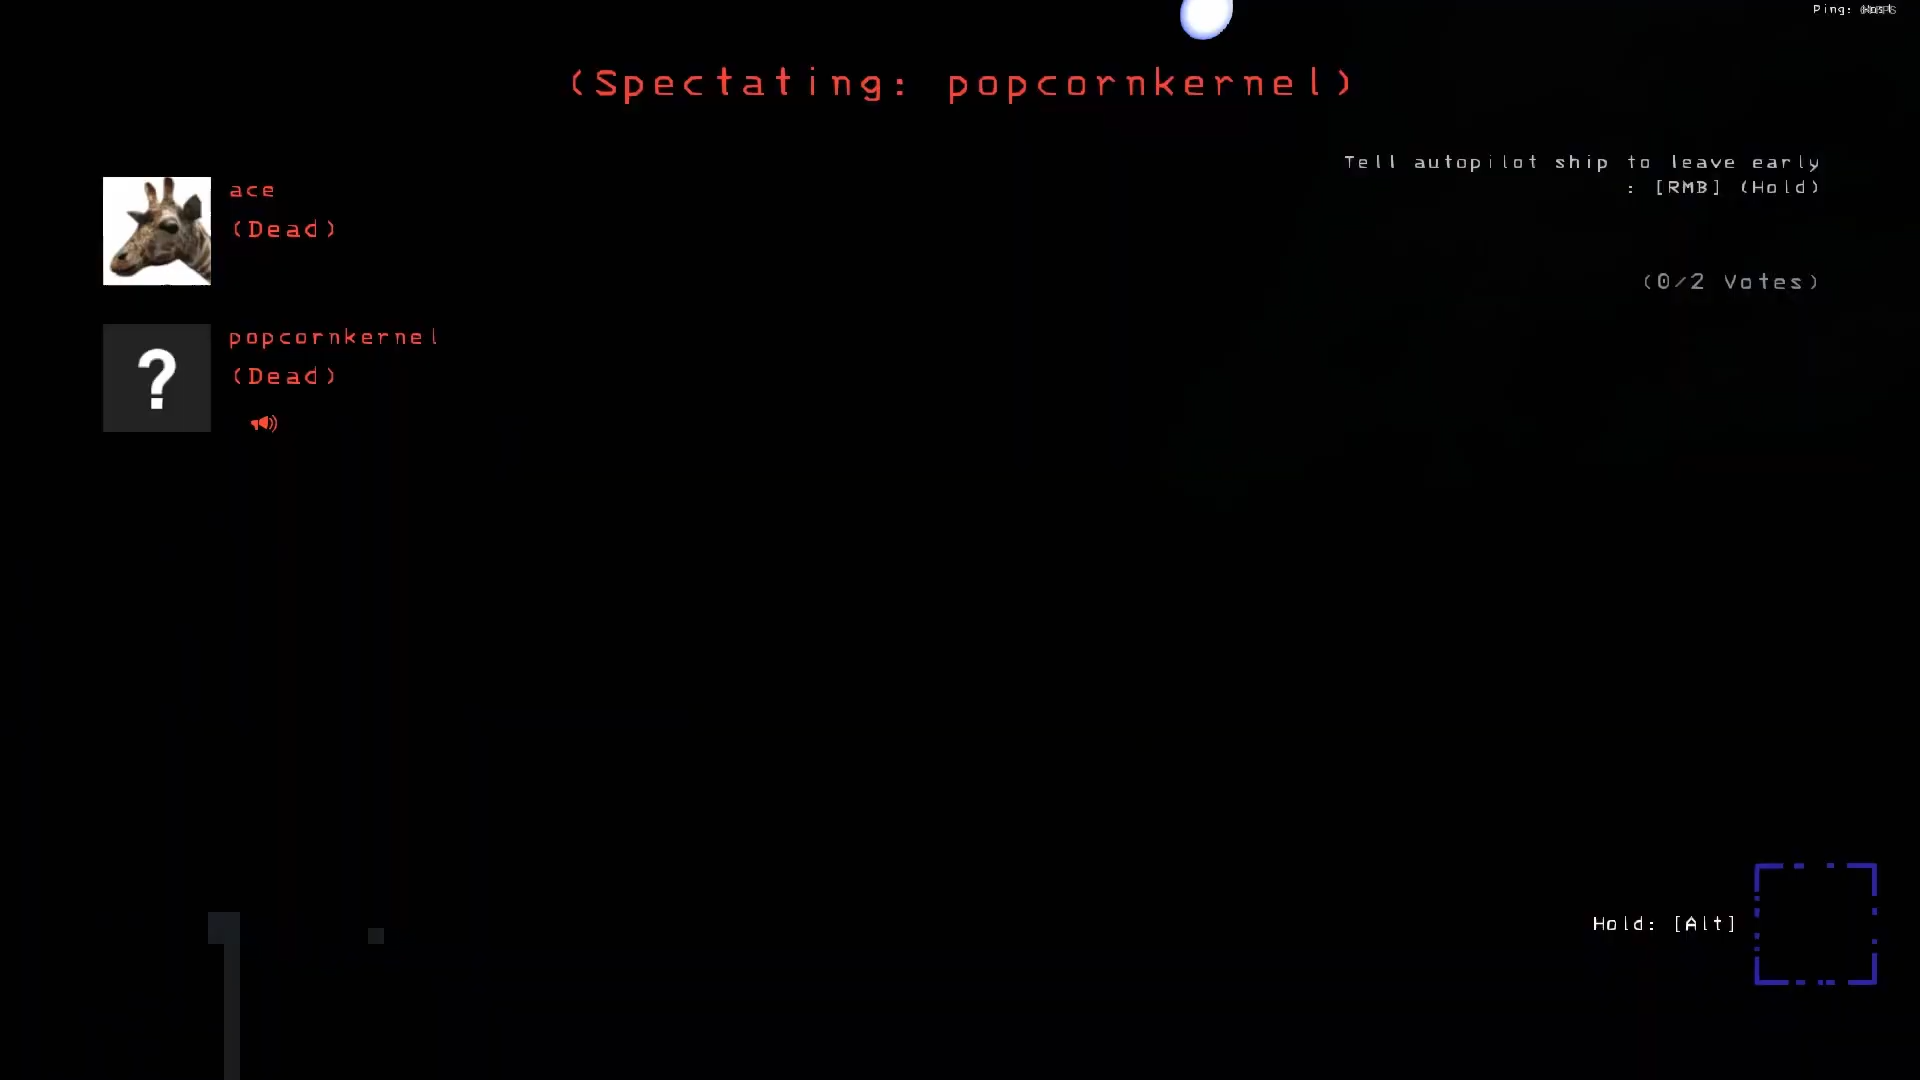 Ping: Host
(Spectating: popcornkernel)
Tell autopilot ship to leave early
: [RMB] (Hold)
ace
(Dead)
(0/2 Votes)
popcornkernel
(Dead)
?
Hold: [Alt]